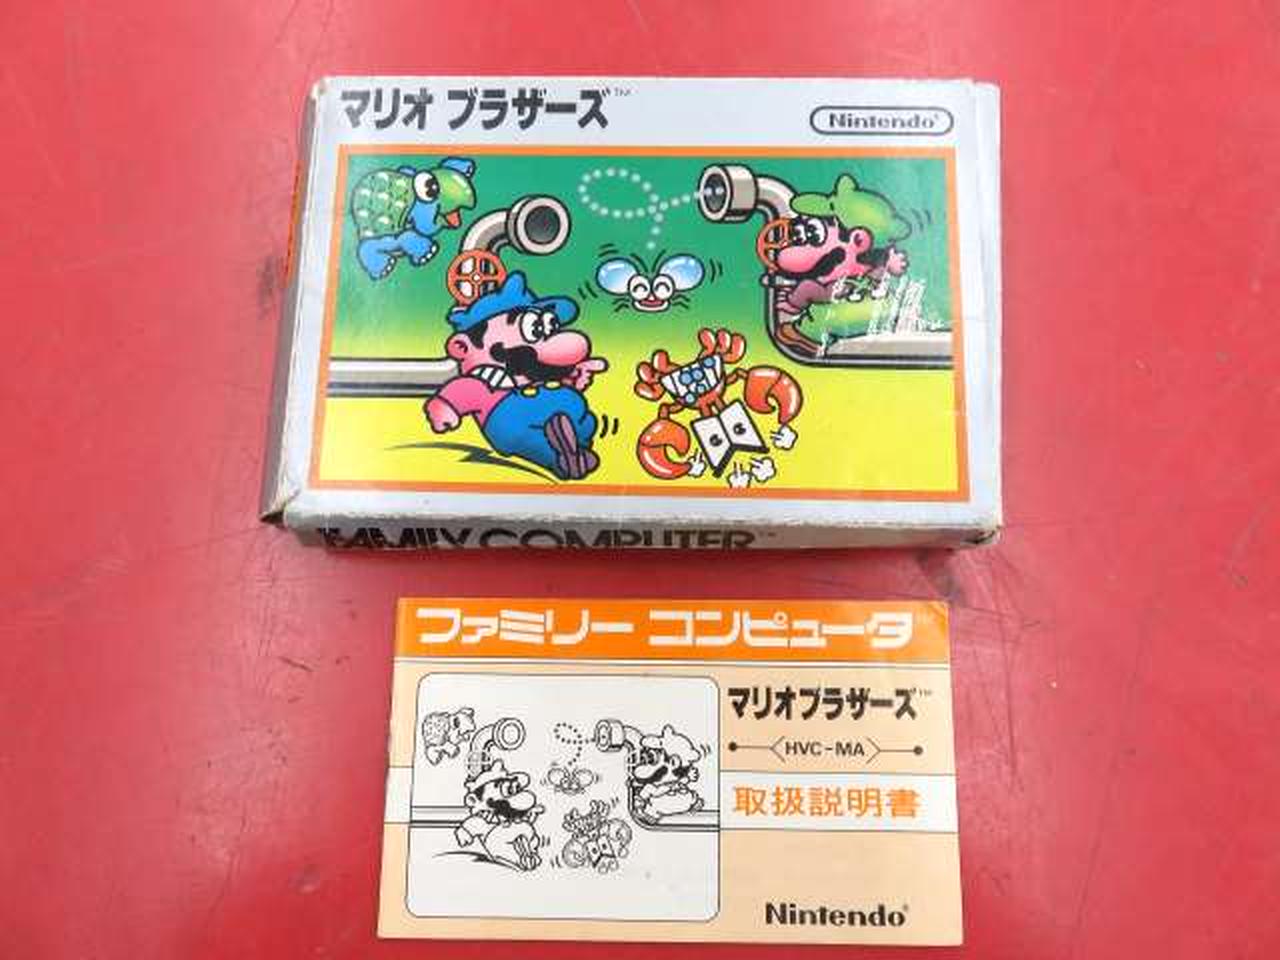 マリオ ブラザーズ™
Nintendo®
FAMILY COMPUTER™
ファミリー コンピュータ
マリオブラザーズ™
HVC-MA
取扱説明書
Nintendo®